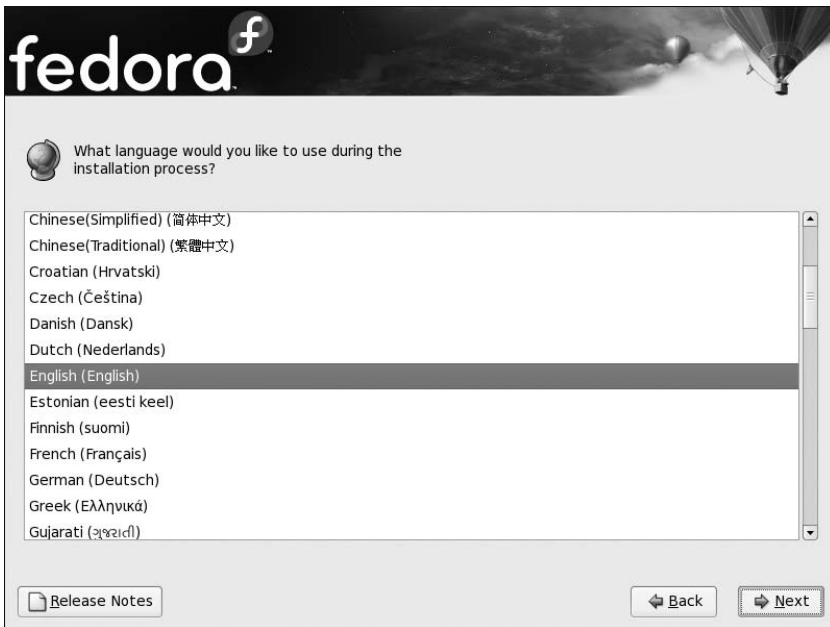 fedora
What language would you like to use during the
installation process?
Chinese(Simplified) (简体中文)
Chinese(Traditional) (繁體中文)
Croatian (Hrvatski)
Czech (Čeština)
Danish (Dansk)
Dutch (Nederlands)
English (English)
Estonian (eesti keel)
Finnish (suomi)
French (Français)
German (Deutsch)
Greek (Ελληνικά)
Gujarati (ગુજરાતી)
Release Notes
Back
Next